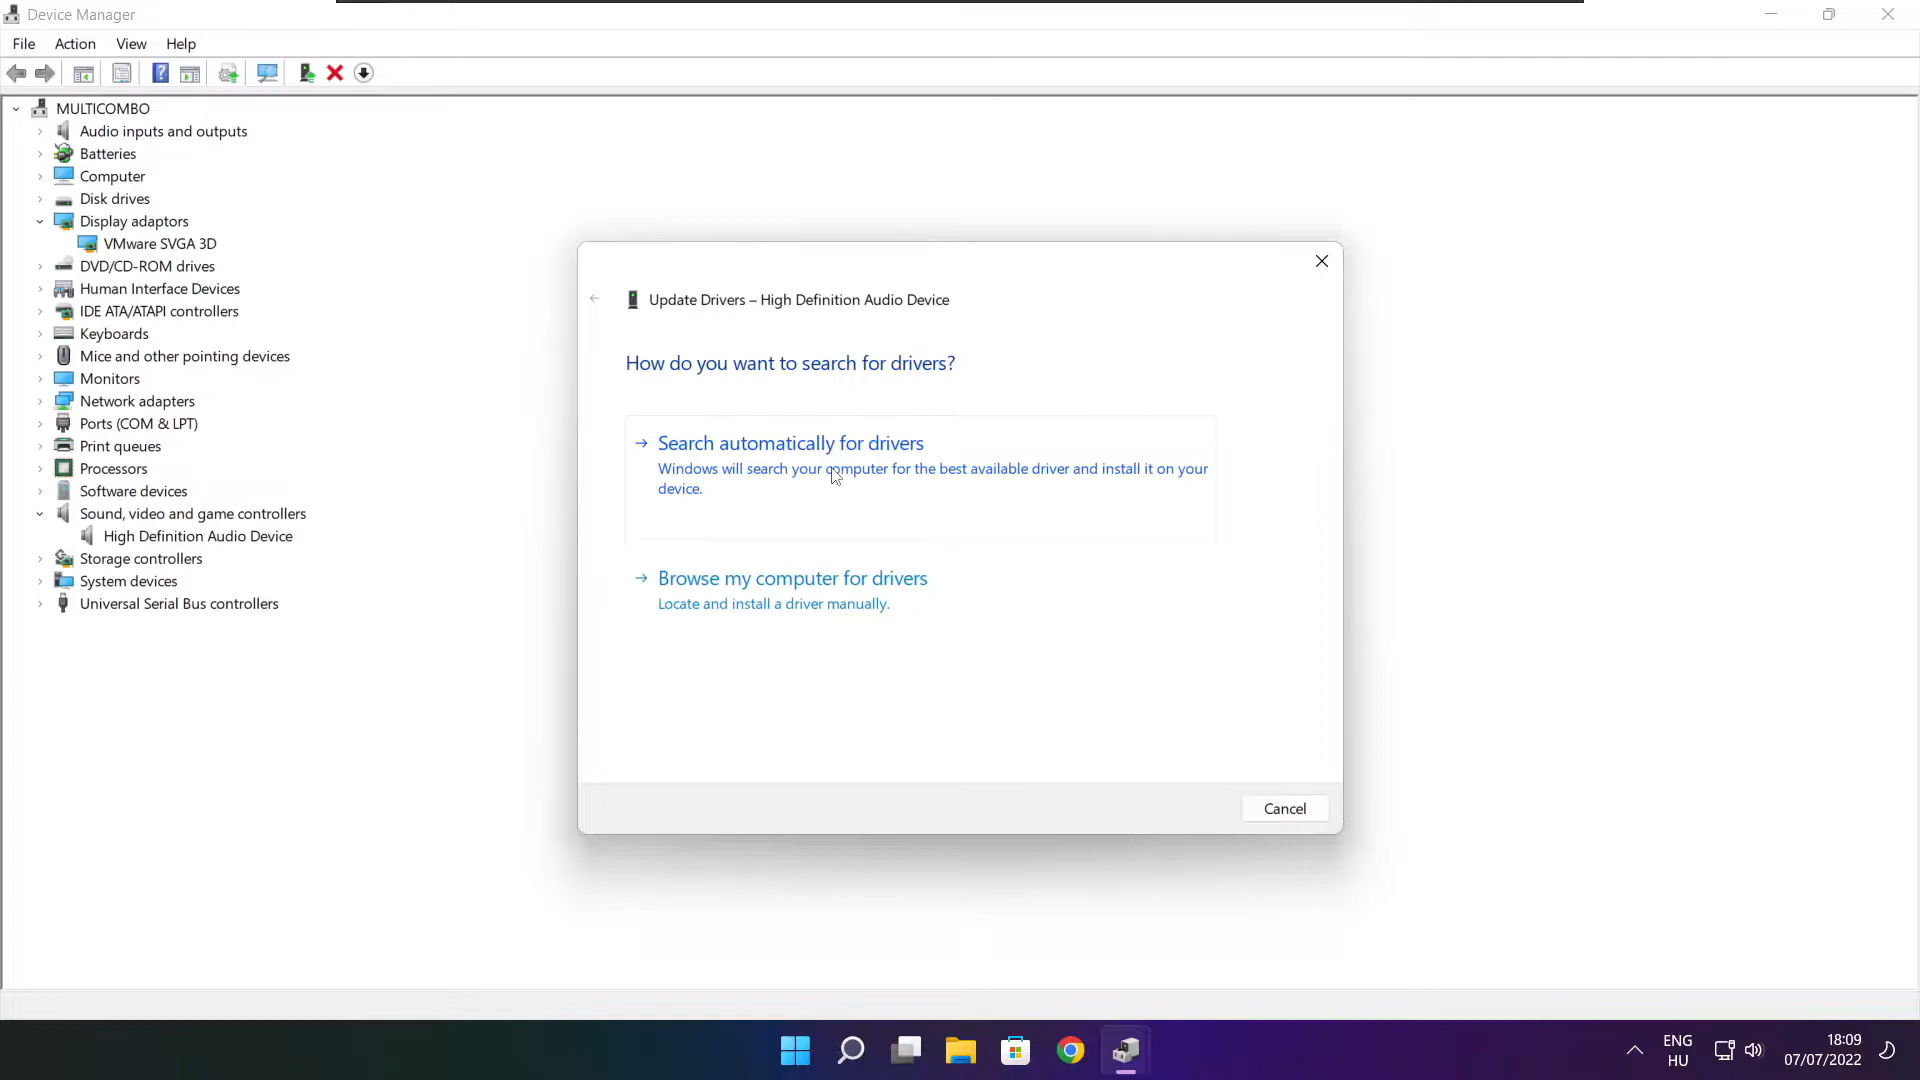 Device Manager
File Action View Help
MULTICOMBO
Audio inputs and outputs
Batteries
Computer
Disk drives
Display adaptors
VMware SVGA 3D
DVD/CD-ROM drives
Human Interface Devices
IDE ATA/ATAPI controllers
Keyboards
Mice and other pointing devices
Monitors
Network adapters
Ports (COM & LPT)
Print queues
Processors
Software devices
Sound, video and game controllers
High Definition Audio Device
Storage controllers
System devices
Universal Serial Bus controllers
Update Drivers – High Definition Audio Device
How do you want to search for drivers?
Search automatically for drivers
Windows will search your computer for the best available driver and install it on your
device.
Browse my computer for drivers
Locate and install a driver manually.
Cancel
ENG
HU
18:09
07/07/2022